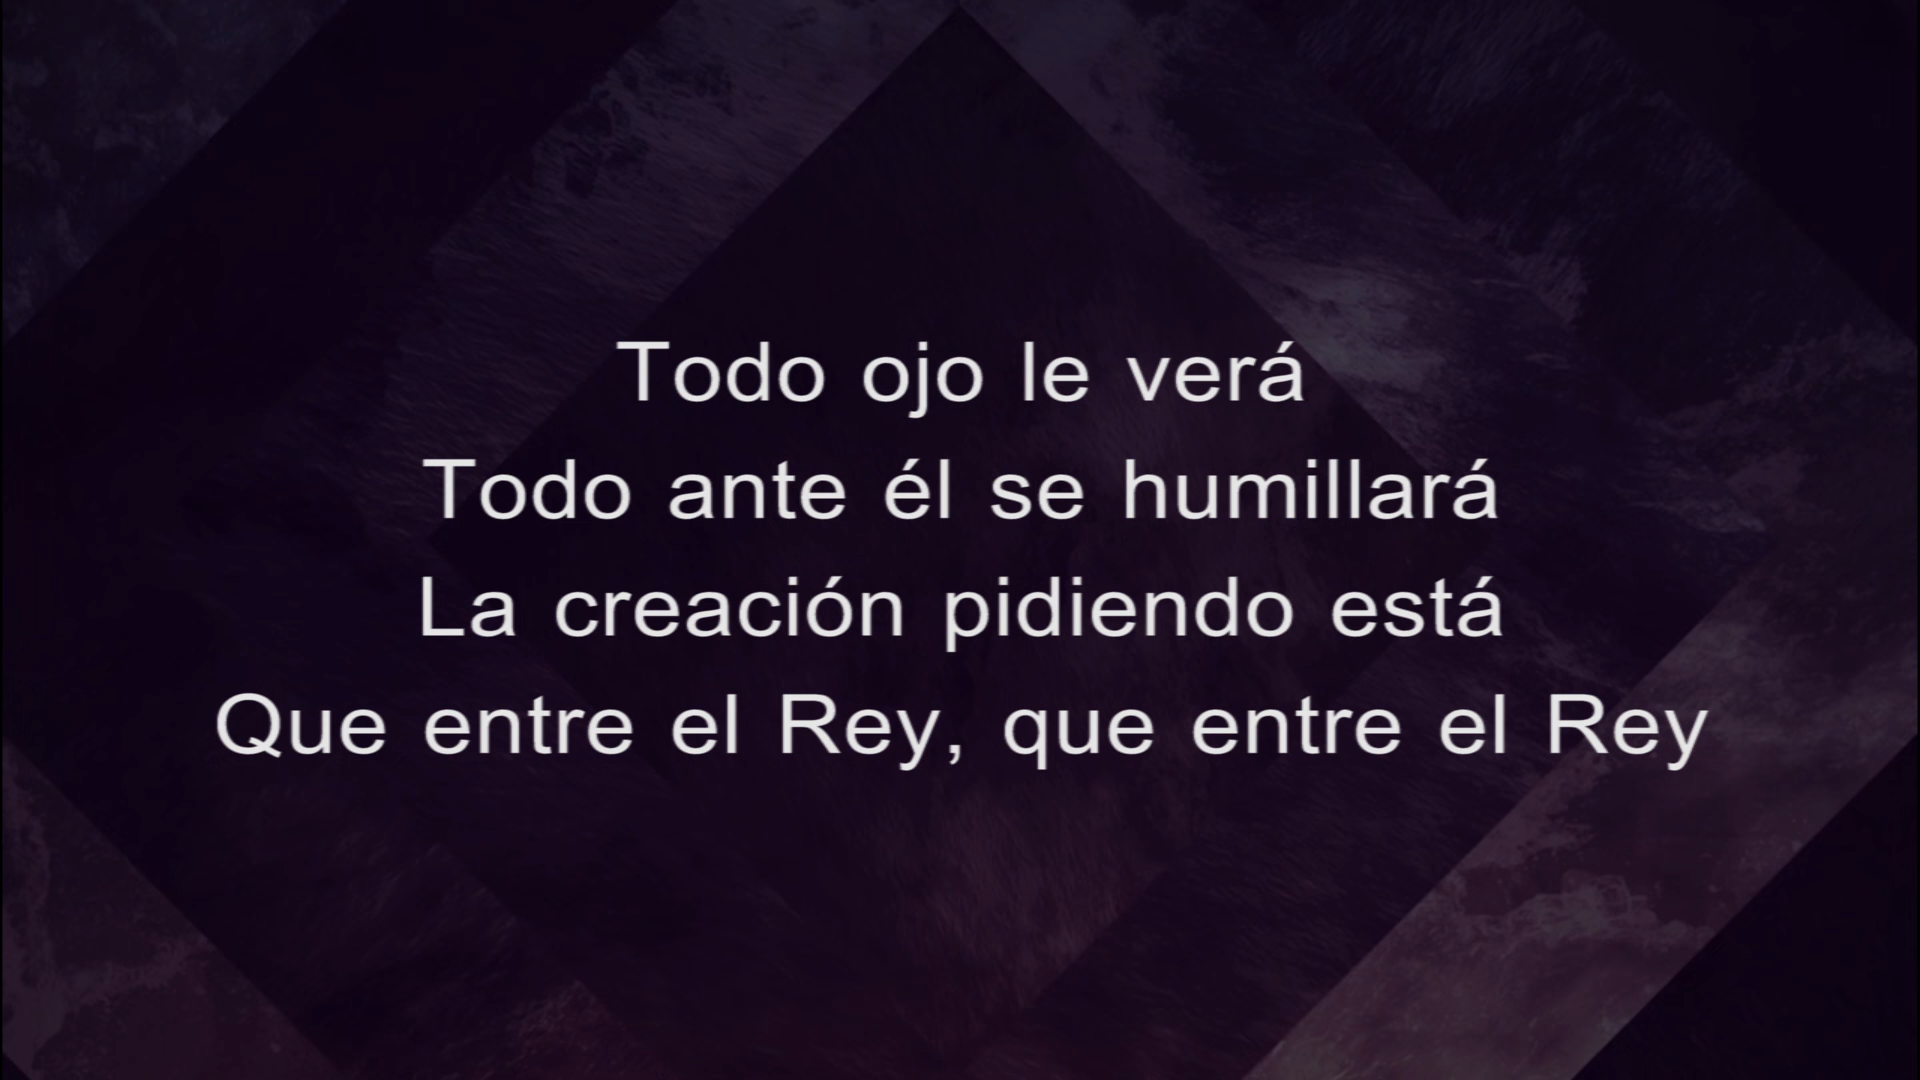 Todo ojo le verá
Todo ante él se humillará
La creación pidiendo está
Que entre el Rey, que entre el Rey